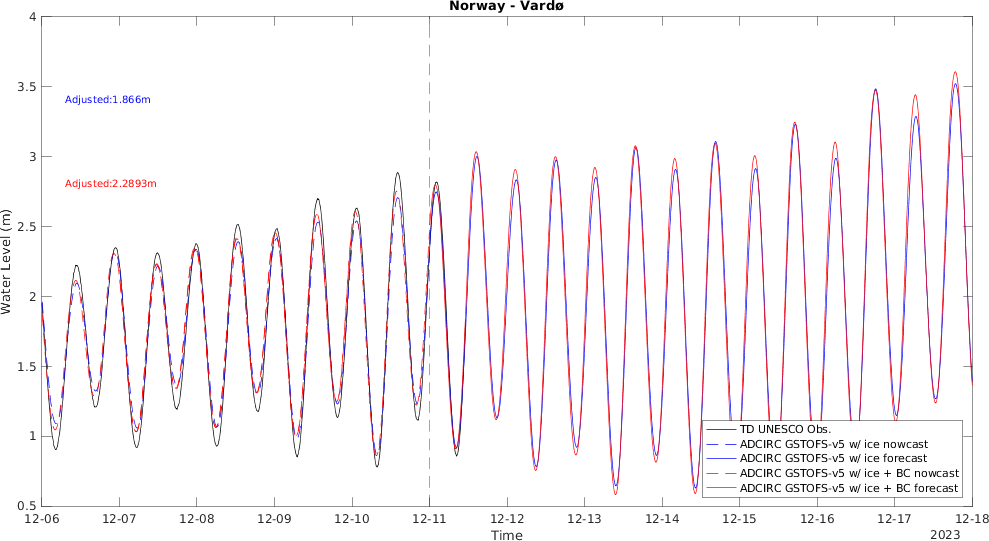 Norway - Vardø
4
3.5
3
2.5
2
1.5
1
0.5
Water Level (m)
Adjusted:1.866m
Adjusted:2.2893m
TD UNESCO Obs.
ADCIRC GSTOFS-v5 w/ ice nowcast
ADCIRC GSTOFS-v5 w/ ice forecast
ADCIRC GSTOFS-v5 w/ ice + BC nowcast
ADCIRC GSTOFS-v5 w/ ice + BC forecast
12-06 12-07 12-08 12-09 12-10 12-11 12-12 12-13 12-14 12-15 12-16 12-17 12-18
Time
2023